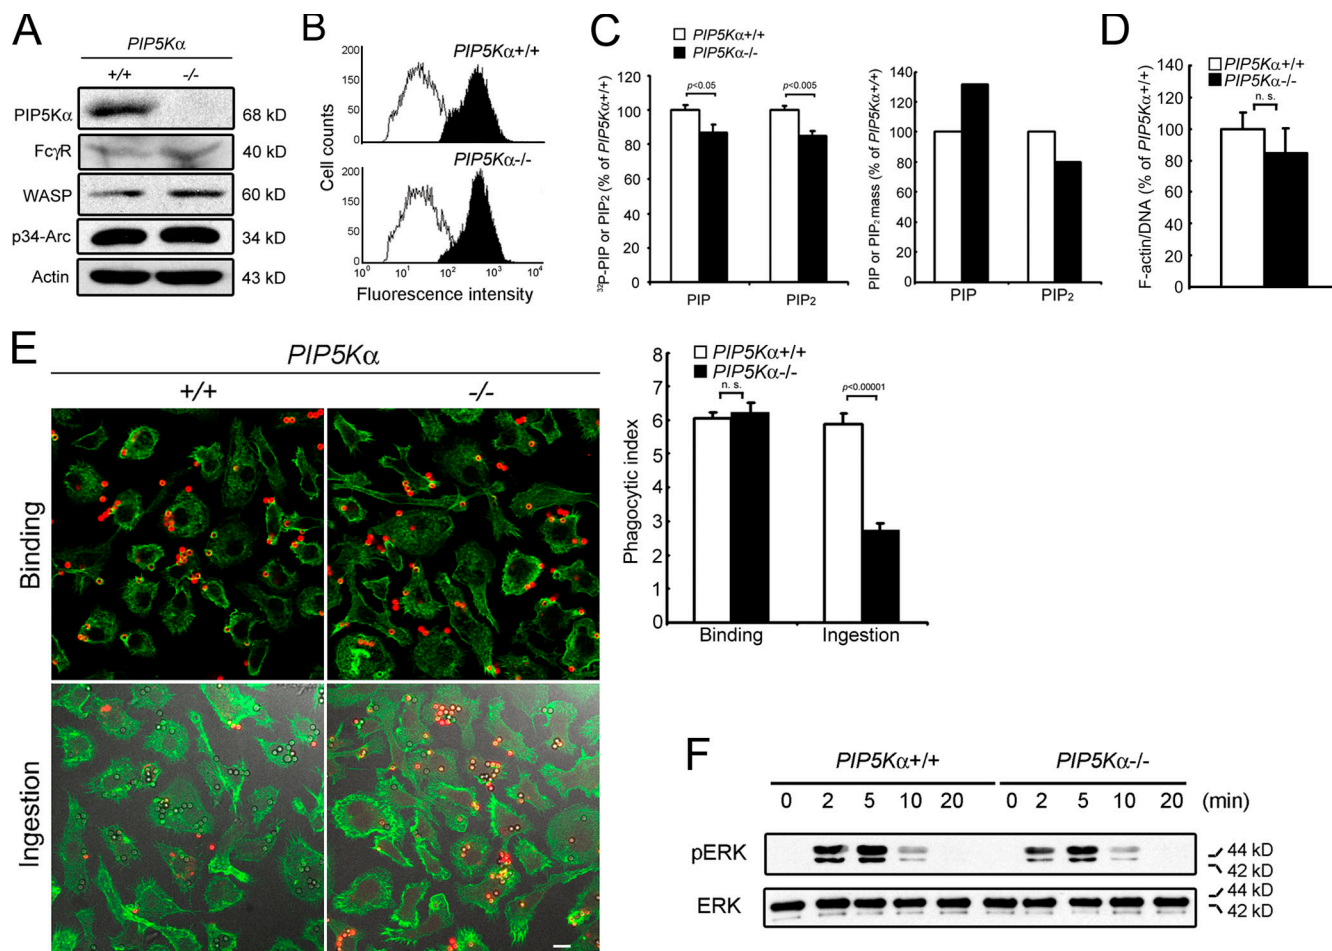 A
PIP5Kα
+/+ -/-
PIP5Kα 68 kD
FcγR 40 kD
WASP 60 kD
p34-Arc 34 kD
Actin 43 kD
B
Cell counts
200
150
100
50
0
PIP5Kα+/+
200
150
100
50
0
PIP5Kα-/-
10⁰ 10¹ 10² 10³ 10⁴
Fluorescence intensity
C
PIP5Kα+/+
PIP5Kα-/-
³²P-PIP or PIP₂ (% of PIP5Kα+/+)
120
100
80
60
40
20
0
p<0.05
p<0.005
PIP PIP₂
PIP or PIP₂ mass (% of PIP5Kα+/+)
140
120
100
80
60
40
20
0
PIP PIP₂
D
F-actin/DNA (% of PIP5Kα+/+)
140
120
100
80
60
40
20
0
PIP5Kα+/+
PIP5Kα-/-
n. s.
E
PIP5Kα
+/+ -/-
Binding
Ingestion
Phagocytic index
8
7
6
5
4
3
2
1
0
PIP5Kα+/+
PIP5Kα-/-
n. s.
p<0.00001
Binding Ingestion
F
PIP5Kα+/+ PIP5Kα-/-
0 2 5 10 20 0 2 5 10 20 (min)
pERK
44 kD
42 kD
ERK
44 kD
42 kD